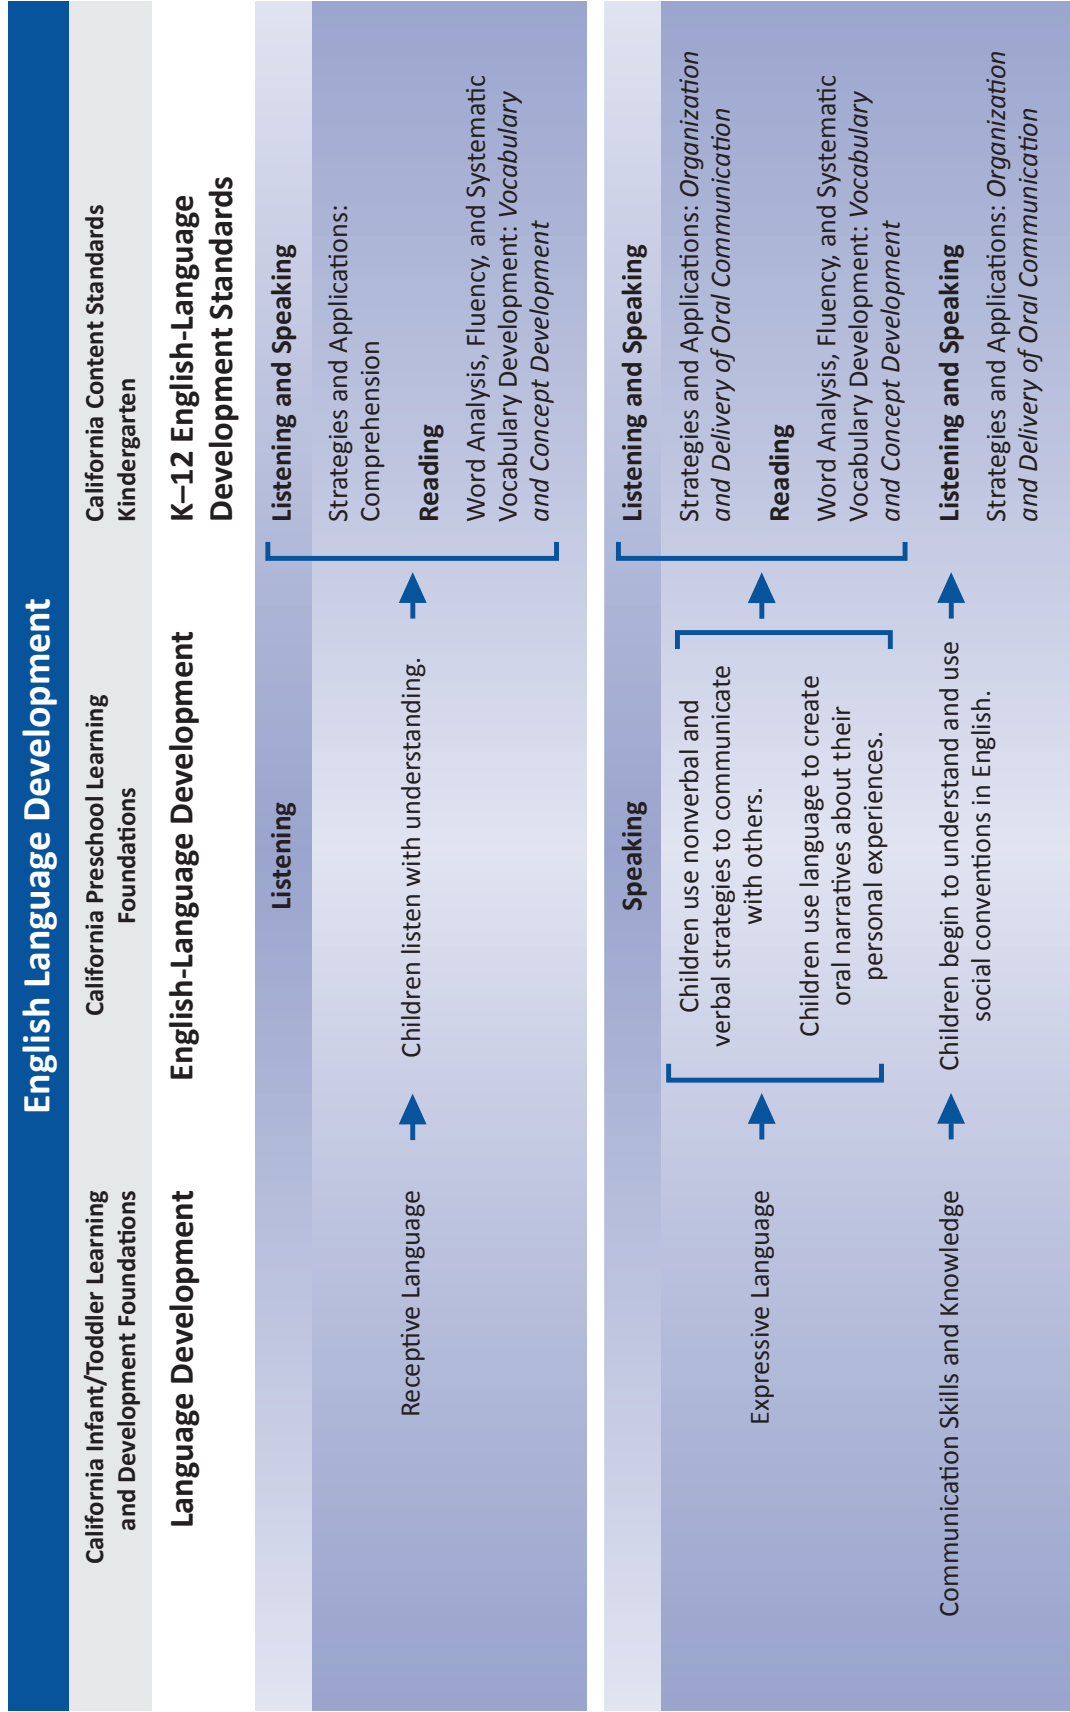 English Language Development
California Infant/Toddler Learning
and Development Foundations
California Preschool Learning
Foundations
California Content Standards
Kindergarten
Language Development
English-Language Development
K–12 English-Language
Development Standards
Listening
Listening and Speaking
Receptive Language
Children listen with understanding.
Strategies and Applications:
Comprehension
Reading
Word Analysis, Fluency, and Systematic
Vocabulary Development: Vocabulary
and Concept Development
Speaking
Listening and Speaking
Expressive Language
Children use nonverbal and
verbal strategies to communicate
with others.
Children use language to create
oral narratives about their
personal experiences.
Strategies and Applications: Organization
and Delivery of Oral Communication
Reading
Word Analysis, Fluency, and Systematic
Vocabulary Development: Vocabulary
and Concept Development
Communication Skills and Knowledge
Children begin to understand and use
social conventions in English.
Listening and Speaking
Strategies and Applications: Organization
and Delivery of Oral Communication